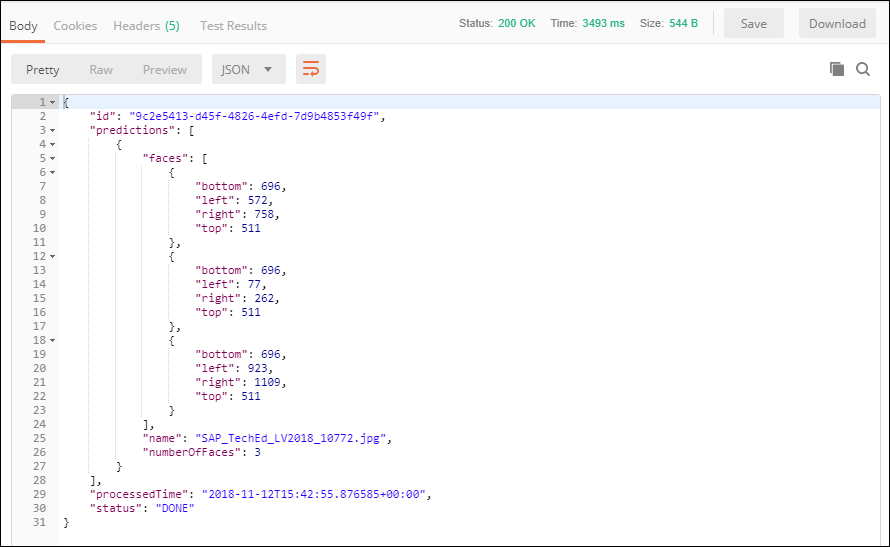 Body Cookies Headers (5) Test Results Status: 200 OK Time: 3493 ms Size: 544 B Save Download
Pretty Raw Preview JSON
1 {
2 "id": "9c2e5413-d45f-4826-4efd-7d9b4853f49f",
3 "predictions": [
4 {
5 "faces": [
6 {
7 "bottom": 696,
8 "left": 572,
9 "right": 758,
10 "top": 511
11 },
12 {
13 "bottom": 696,
14 "left": 77,
15 "right": 262,
16 "top": 511
17 },
18 {
19 "bottom": 696,
20 "left": 923,
21 "right": 1109,
22 "top": 511
23 }
24 ],
25 "name": "SAP_TechEd_LV2018_10772.jpg",
26 "numberOfFaces": 3
27 }
28 ],
29 "processedTime": "2018-11-12T15:42:55.876585+00:00",
30 "status": "DONE"
31 }